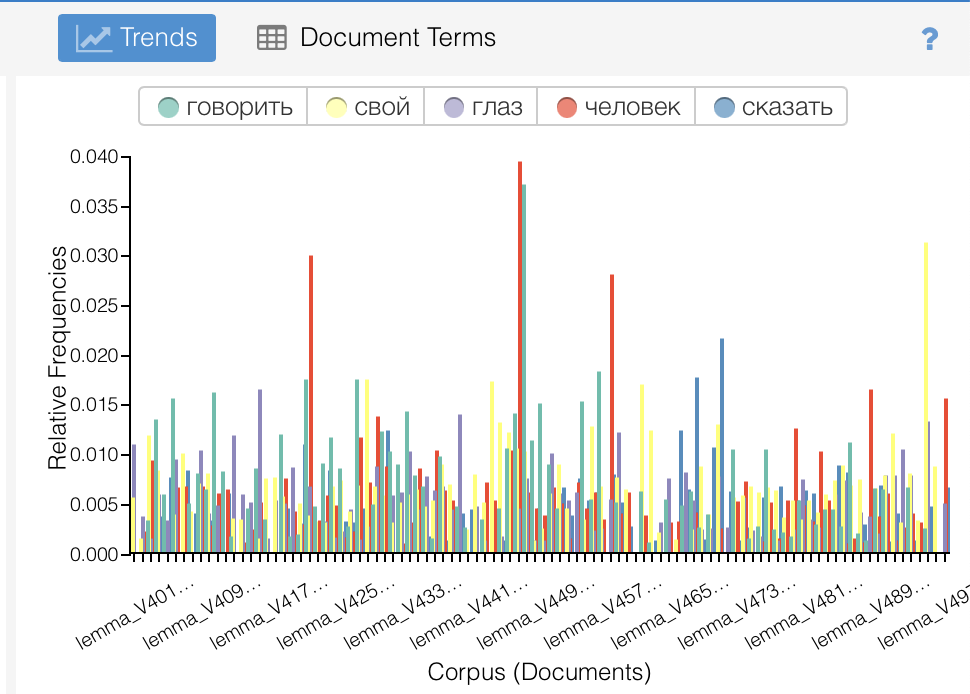 Trends Document Terms ?
говорить свой глаз человек сказать
0.040
0.035
0.030
0.025
0.020
0.015
0.010
0.005
0.000
Relative Frequencies
lemma_V401... lemma_V409... lemma_V417... lemma_V425... lemma_V433... lemma_V441... lemma_V449... lemma_V457... lemma_V465... lemma_V473... lemma_V481... lemma_V489... lemma_V49
Corpus (Documents)